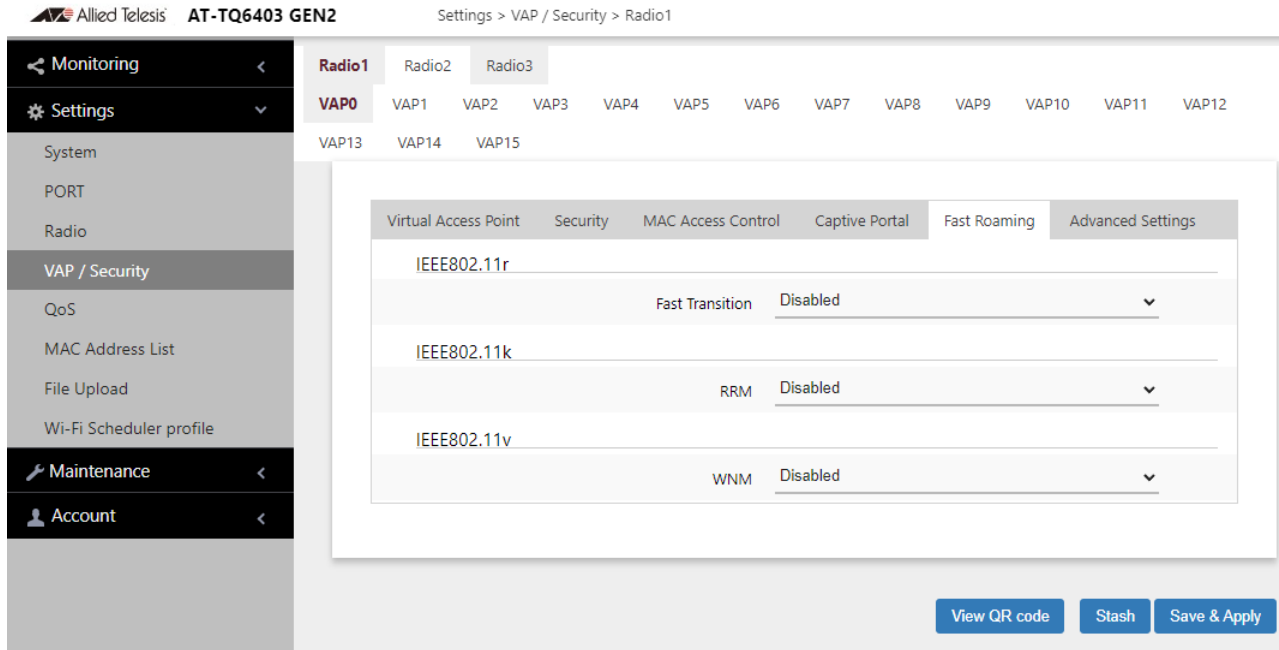 Allied Telesis AT-TQ6403 GEN2 Settings > VAP / Security > Radio1
Monitoring
Settings
System
PORT
Radio
VAP / Security
QoS
MAC Address List
File Upload
Wi-Fi Scheduler profile
Maintenance
Account
Radio1 Radio2 Radio3
VAP0 VAP1 VAP2 VAP3 VAP4 VAP5 VAP6 VAP7 VAP8 VAP9 VAP10 VAP11 VAP12
VAP13 VAP14 VAP15
Virtual Access Point Security MAC Access Control Captive Portal Fast Roaming Advanced Settings
IEEE802.11r
Fast Transition Disabled
IEEE802.11k
RRM Disabled
IEEE802.11v
WNM Disabled
View QR code Stash Save & Apply